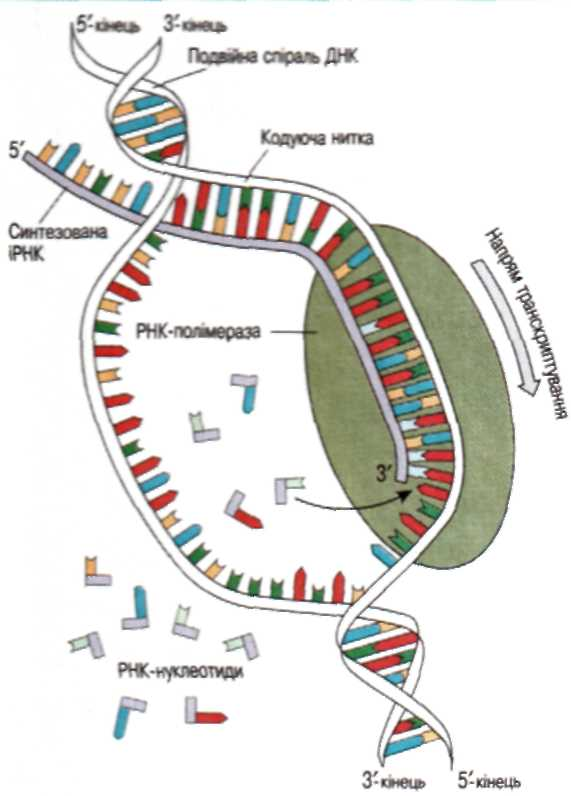 5′-кінець 3′-кінець
Подвійна спіраль ДНК
Кодуюча нитка
5′
Синтезована
іРНК
Напрям транскриптування
РНК-полімераза
3′
РНК-нуклеотиди
3′-кінець 5′-кінець